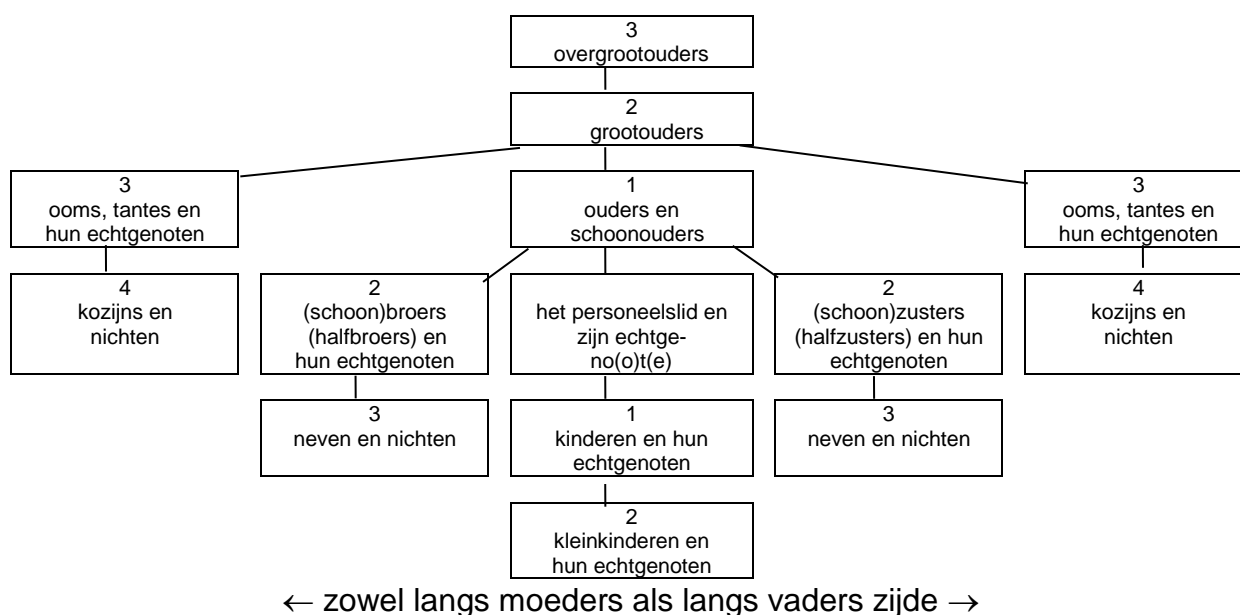 3
overgrootouders
2
grootouders
3
ooms, tantes en
hun echtgenoten
1
ouders en
schoonouders
3
ooms, tantes en
hun echtgenoten
4
kozijns en
nichten
2
(schoon)broers
(halfbroers) en
hun echtgenoten
het personeelslid en
zijn echtge-
no(o)t(e)
2
(schoon)zusters
(halfzusters) en hun
echtgenoten
4
kozijns en
nichten
3
neven en nichten
1
kinderen en hun
echtgenoten
3
neven en nichten
2
kleinkinderen en
hun echtgenoten
← zowel langs moeders als langs vaders zijde →